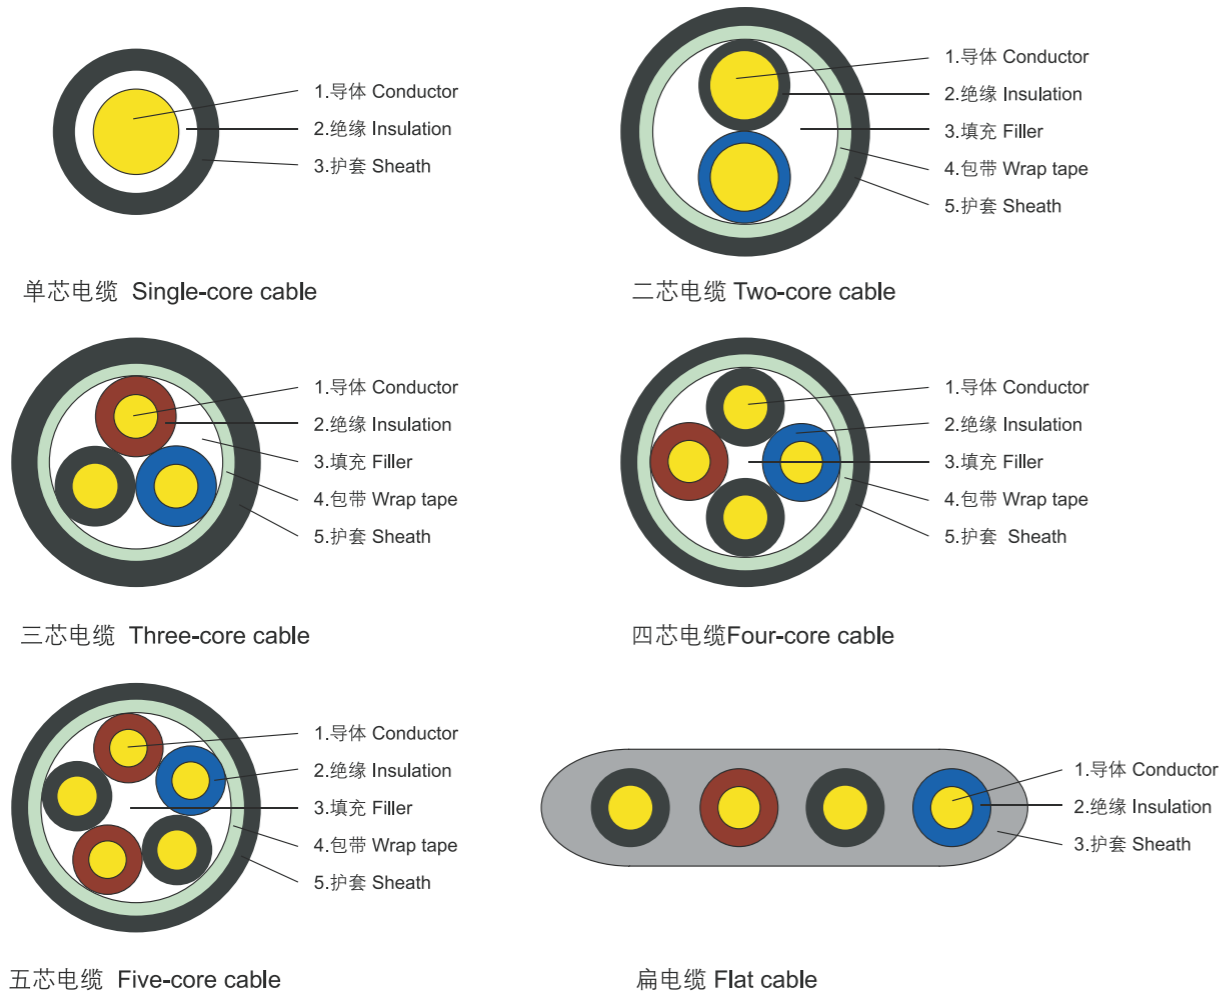 1.导体 Conductor
2.绝缘 Insulation
3.护套 Sheath
单芯电缆 Single-core cable
1.导体 Conductor
2.绝缘 Insulation
3.填充 Filler
4.包带 Wrap tape
5.护套 Sheath
二芯电缆 Two-core cable
1.导体 Conductor
2.绝缘 Insulation
3.填充 Filler
4.包带 Wrap tape
5.护套 Sheath
三芯电缆 Three-core cable
1.导体 Conductor
2.绝缘 Insulation
3.填充 Filler
4.包带 Wrap tape
5.护套 Sheath
四芯电缆Four-core cable
1.导体 Conductor
2.绝缘 Insulation
3.填充 Filler
4.包带 Wrap tape
5.护套 Sheath
五芯电缆 Five-core cable
1.导体 Conductor
2.绝缘 Insulation
3.护套 Sheath
扁电缆 Flat cable